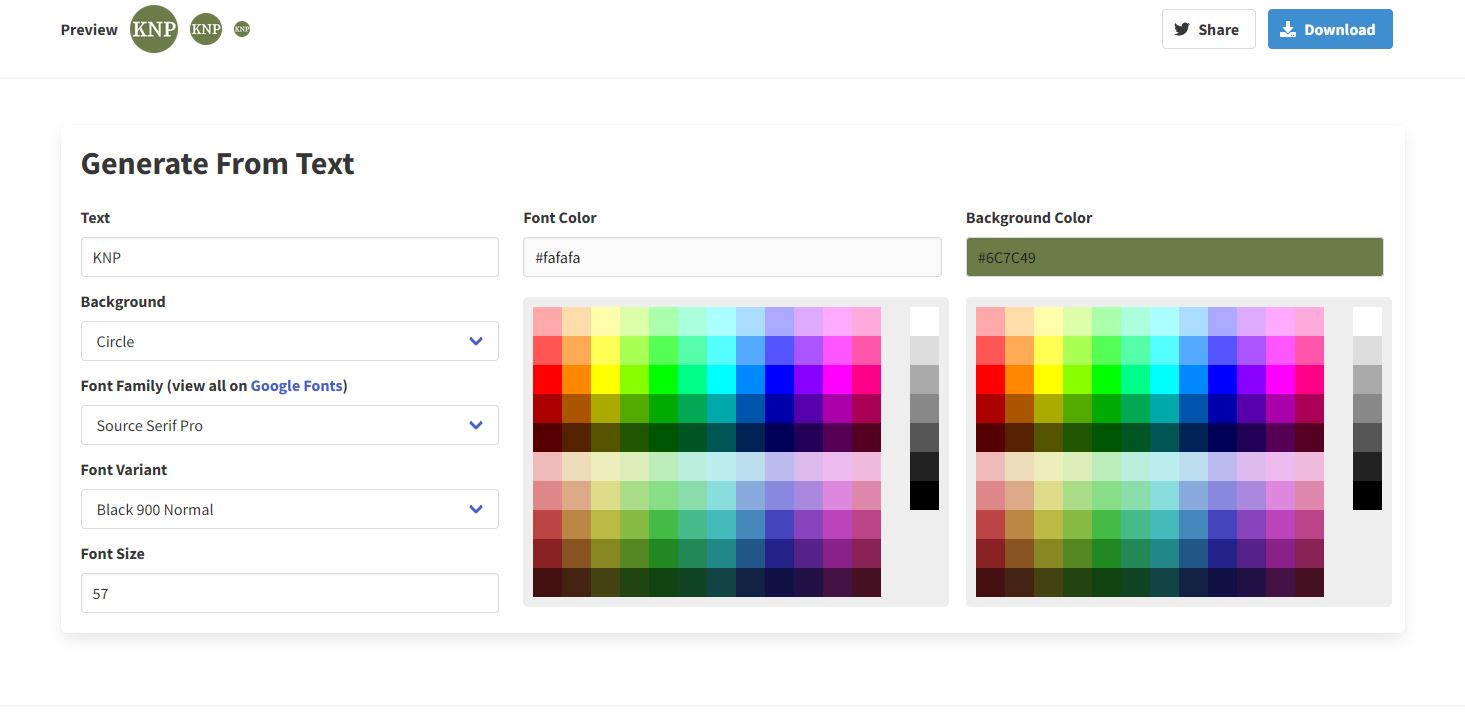 Preview KNP KNP KNP Share Download
Generate From Text
Text
KNP
Background
Circle
Font Family (view all on Google Fonts)
Source Serif Pro
Font Variant
Black 900 Normal
Font Size
57
Font Color
#fafafa
Background Color
#6C7C49